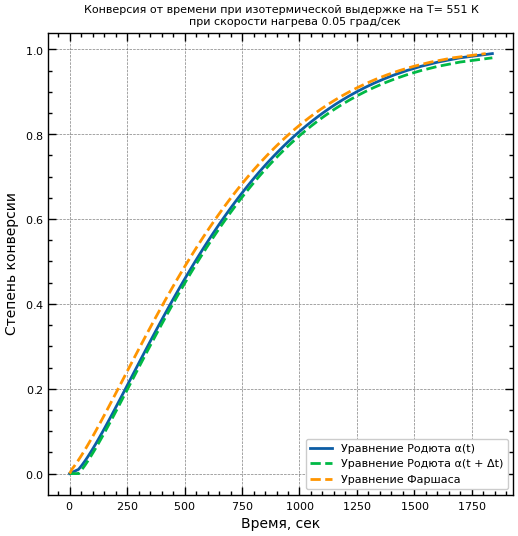 Конверсия от времени при изотермической выдержке на T= 551 К
при скорости нагрева 0.05 град/сек
1.0
0.8
0.6
0.4
0.2
0.0
Степень конверсии
Уравнение Родюта α(t)
Уравнение Родюта α(t + Δt)
Уравнение Фаршаса
0 250 500 750 1000 1250 1500 1750
Время, сек